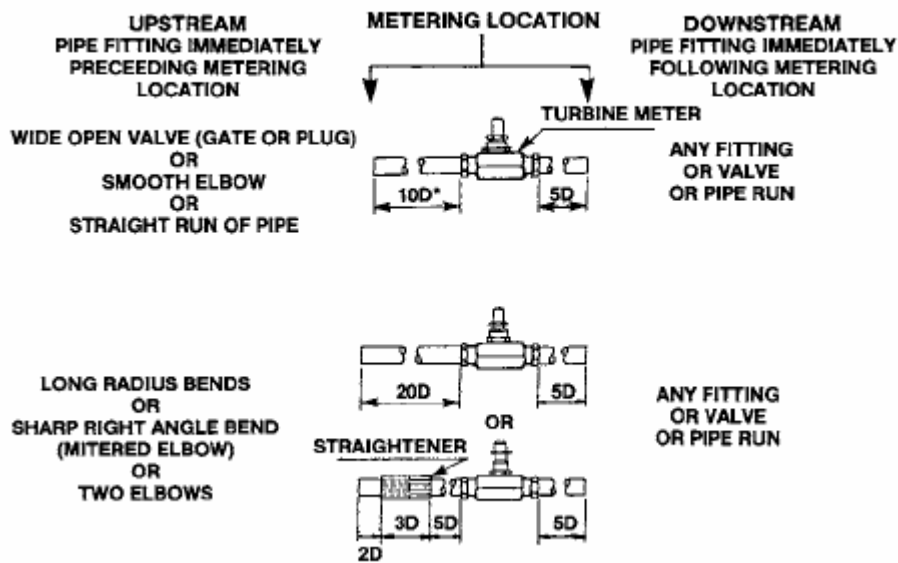 UPSTREAM
PIPE FITTING IMMEDIATELY
PRECEEDING METERING
LOCATION
METERING LOCATION
DOWNSTREAM
PIPE FITTING IMMEDIATELY
FOLLOWING METERING
LOCATION
TURBINE METER
WIDE OPEN VALVE (GATE OR PLUG)
OR
SMOOTH ELBOW
OR
STRAIGHT RUN OF PIPE
10D*
5D
ANY FITTING
OR VALVE
OR PIPE RUN
LONG RADIUS BENDS
OR
SHARP RIGHT ANGLE BEND
(MITERED ELBOW)
OR
TWO ELBOWS
20D
5D
OR
STRAIGHTENER
3D
5D
5D
2D
ANY FITTING
OR VALVE
OR PIPE RUN